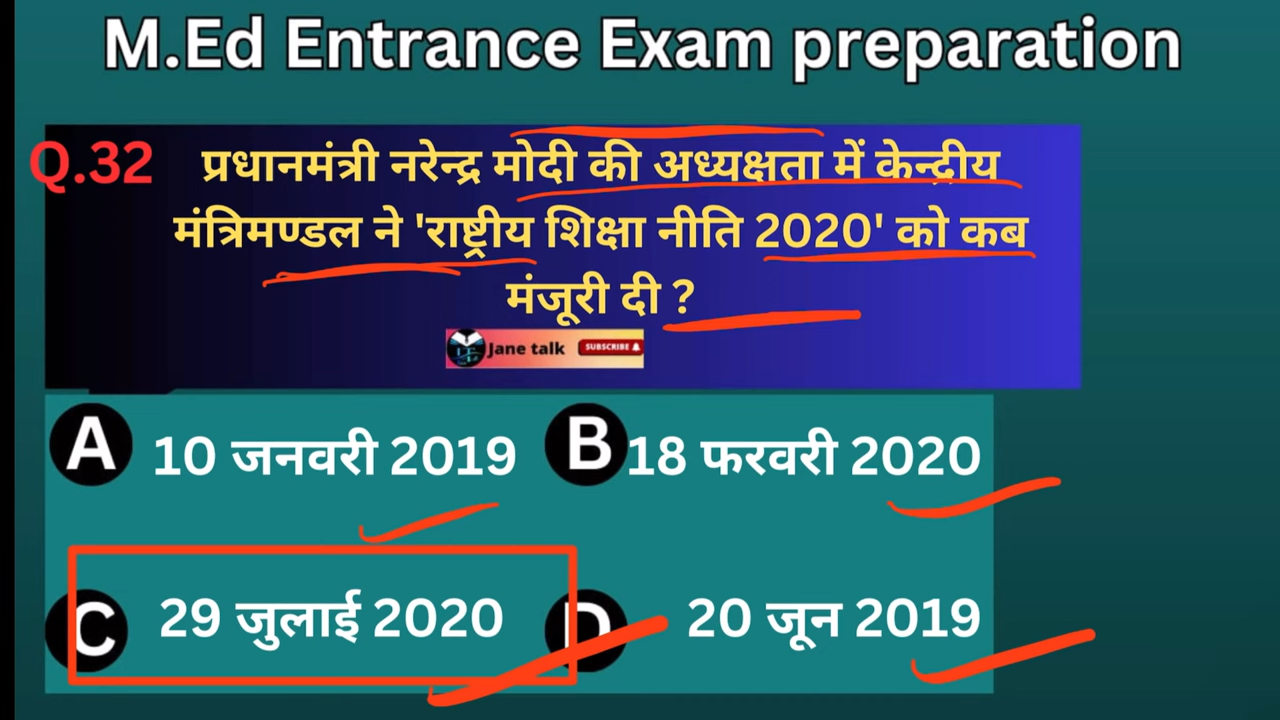 M.Ed Entrance Exam preparation
Q.32 प्रधानमंत्री नरेन्द्र मोदी की अध्यक्षता में केन्द्रीय
मंत्रिमण्डल ने 'राष्ट्रीय शिक्षा नीति 2020' को कब
मंजूरी दी ?
Jane talk SUBSCRIBE
A 10 जनवरी 2019 B 18 फरवरी 2020
C 29 जुलाई 2020 D 20 जून 2019